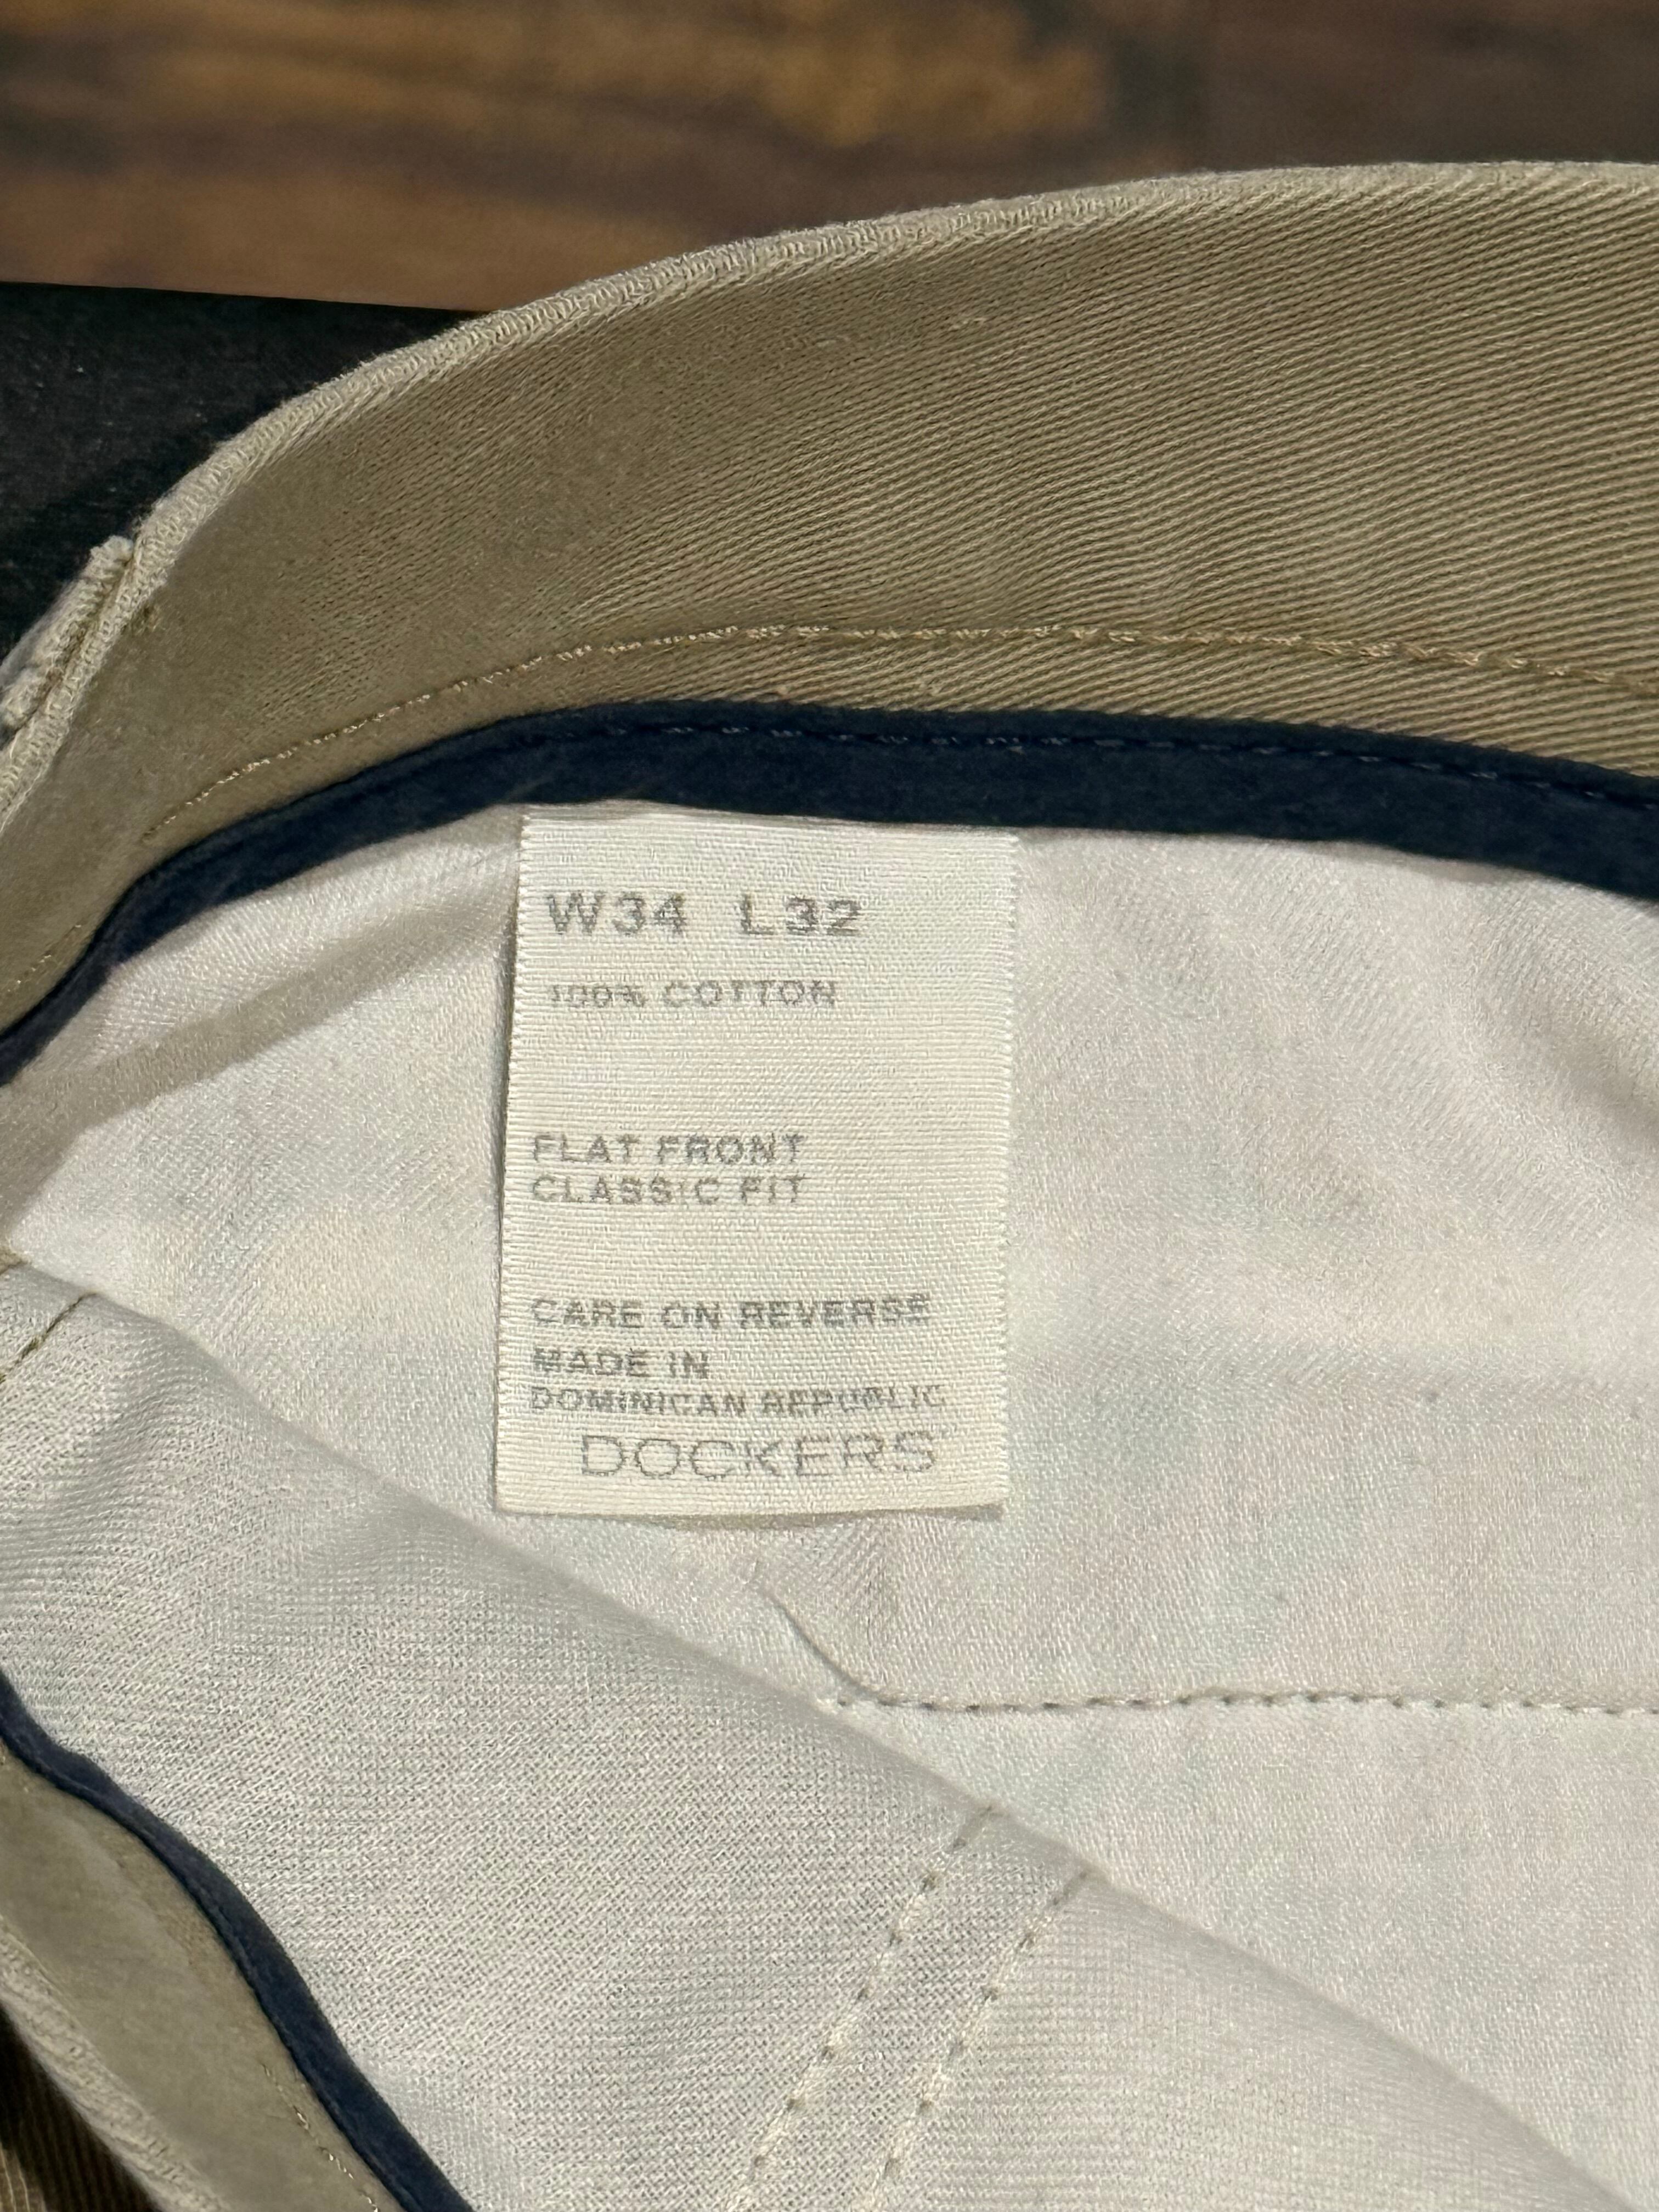 W34 L32
100% COTTON
FLAT FRONT
CLASSIC FIT
CARE ON REVERSE
MADE IN
DOMINICAN REPUBLIC
DOCKERS